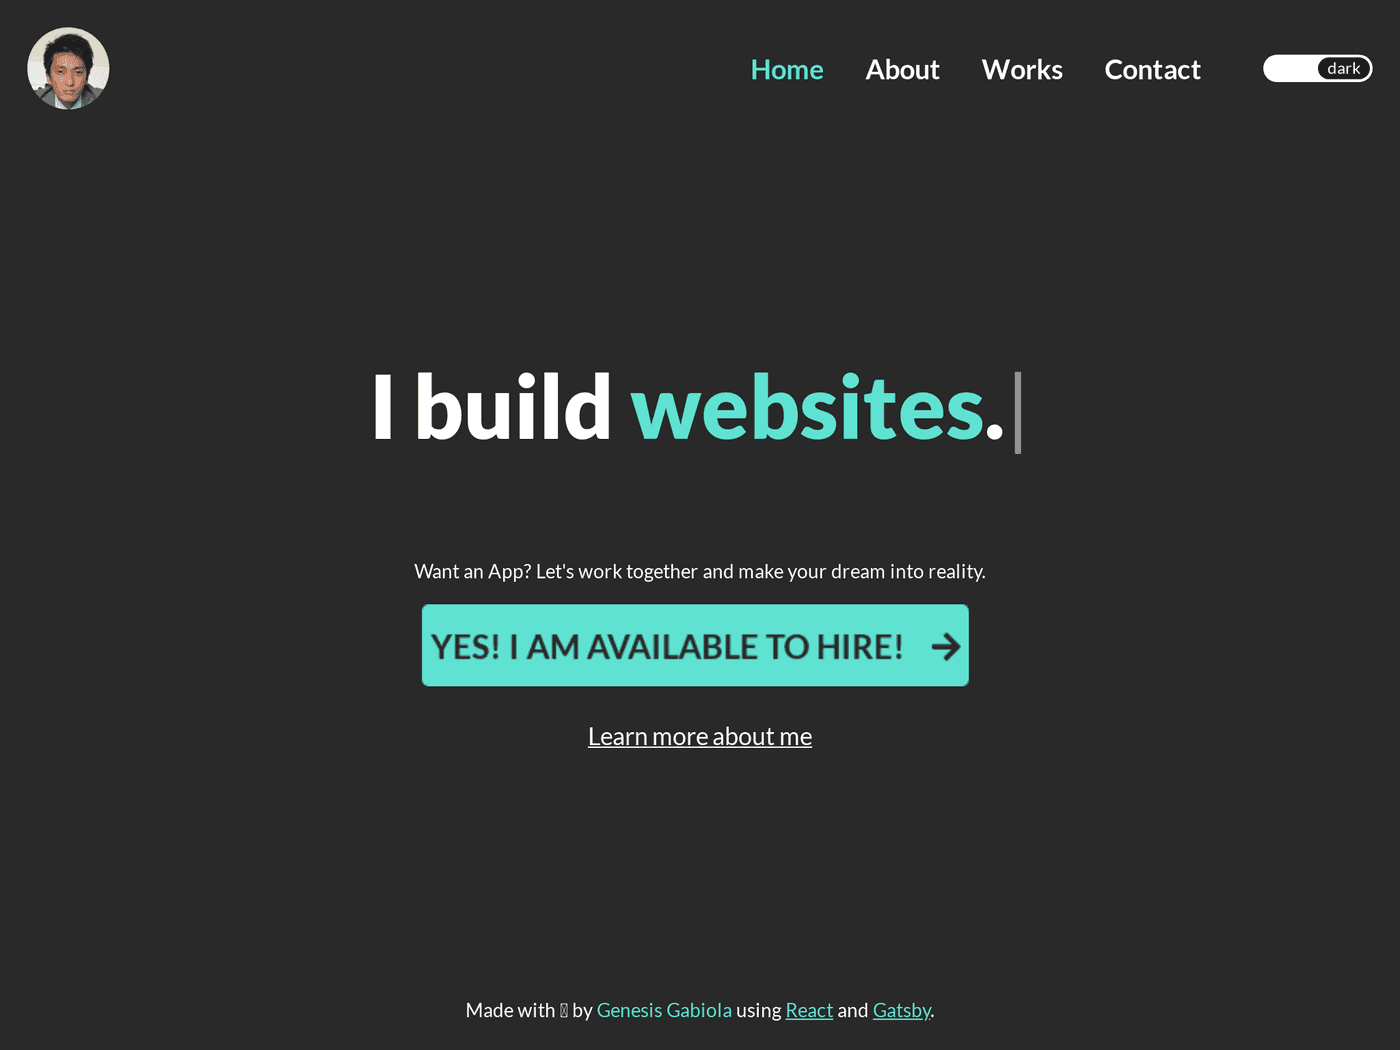 Home About Works Contact dark
I build websites.
Want an App? Let's work together and make your dream into reality.
YES! I AM AVAILABLE TO HIRE!
Learn more about me
Made with by Genesis Gabiola using React and Gatsby.